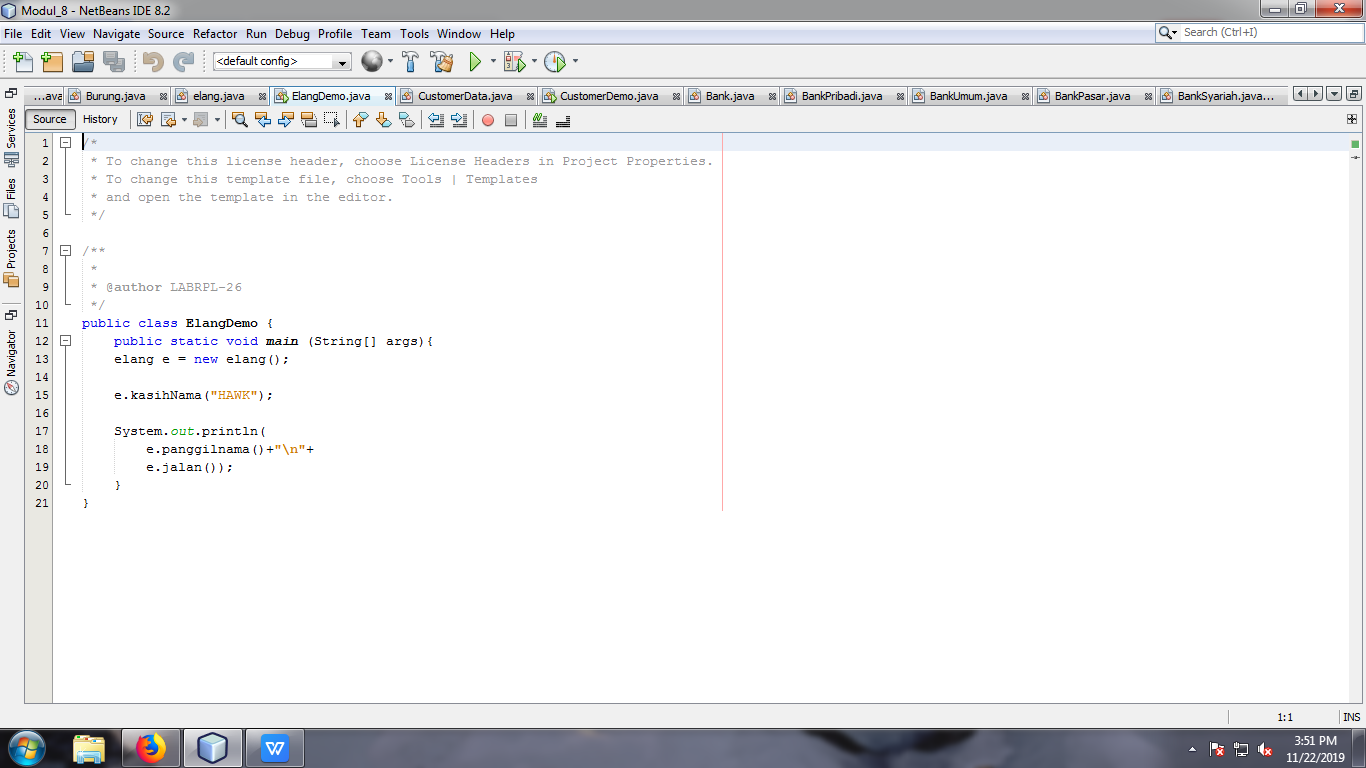 Modul_8 - NetBeans IDE 8.2
File Edit View Navigate Source Refactor Run Debug Profile Team Tools Window Help
Search (Ctrl+I)
<default config>
...ava Burung.java elang.java ElangDemo.java CustomerData.java CustomerDemo.java Bank.java BankPribadi.java BankUmum.java BankPasar.java BankSyariah.java...
Source History
Services
Files
Projects
Navigator
1 /*
2  * To change this license header, choose License Headers in Project Properties.
3  * To change this template file, choose Tools | Templates
4  * and open the template in the editor.
5  */
6
7 /**
8  *
9  * @author LABRPL-26
10  */
11 public class ElangDemo {
12     public static void main (String[] args){
13     elang e = new elang();
14
15     e.kasihNama("HAWK");
16
17     System.out.println(
18         e.panggilnama()+"\n"+
19         e.jalan());
20     }
21 }
1:1 INS
3:51 PM
11/22/2019